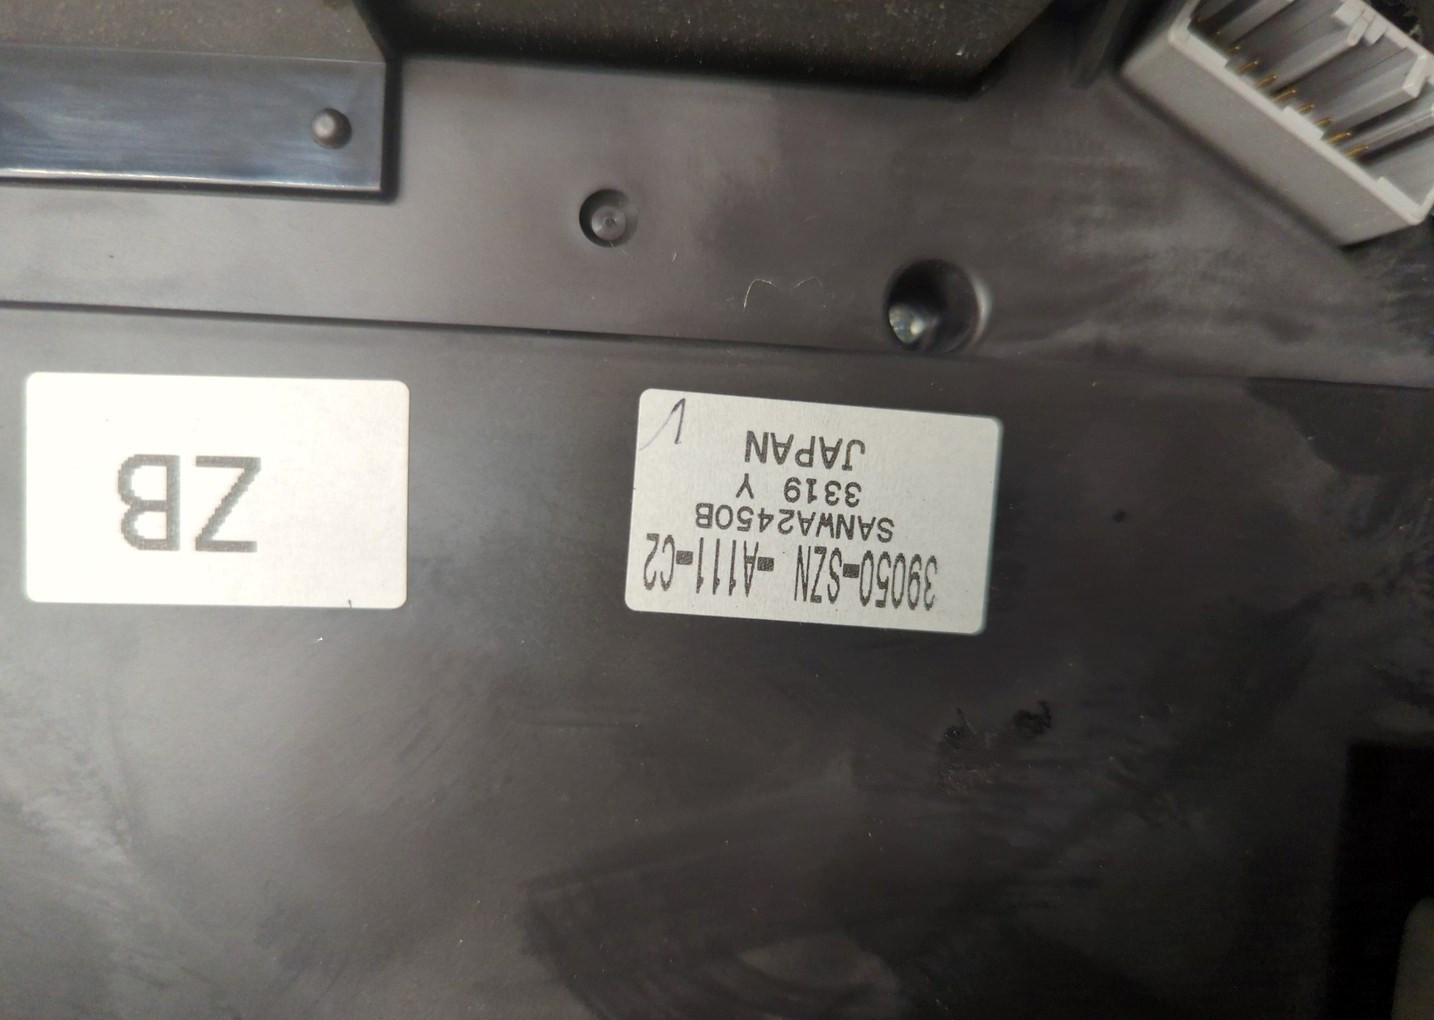 ZB
39050-SZN -A111-C2
SANWA2450B
3319 Y
JAPAN